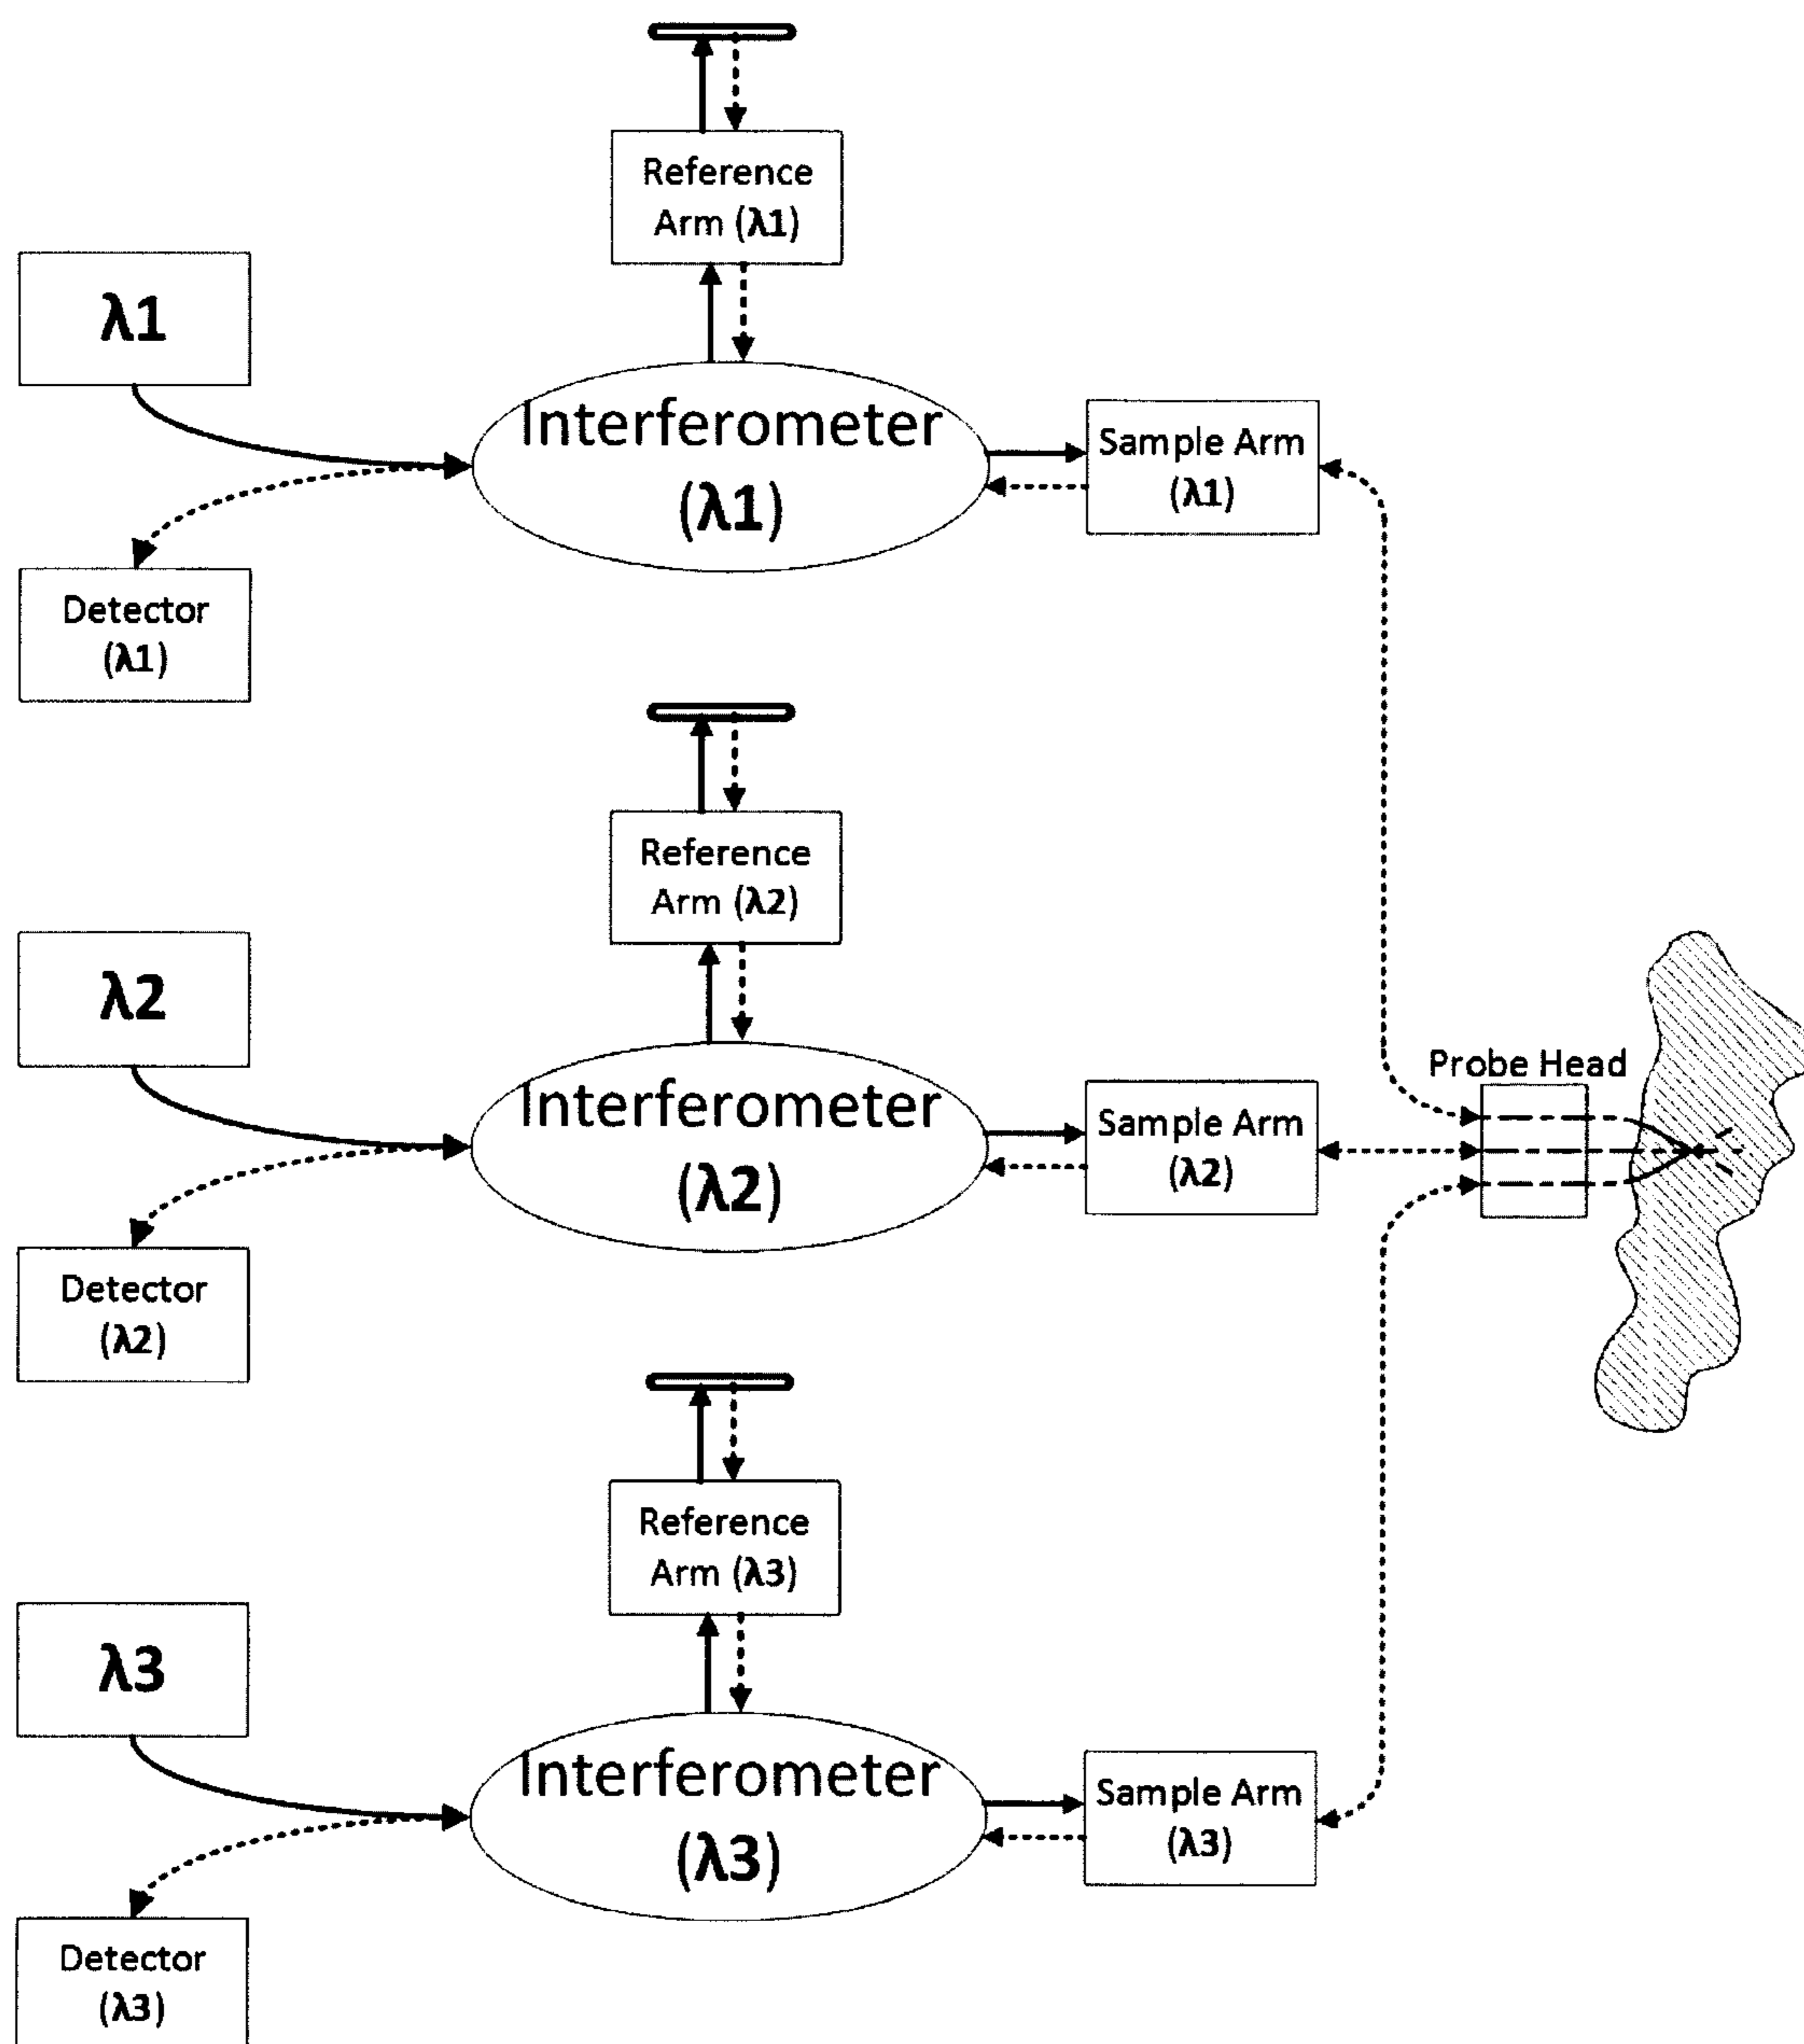 Reference
Arm (λ1)
λ1
Interferometer
(λ1)
Sample Arm
(λ1)
Detector
(λ1)
Reference
Arm (λ2)
λ2
Probe Head
Interferometer
(λ2)
Sample Arm
(λ2)
Detector
(λ2)
Reference
Arm (λ3)
λ3
Interferometer
(λ3)
Sample Arm
(λ3)
Detector
(λ3)